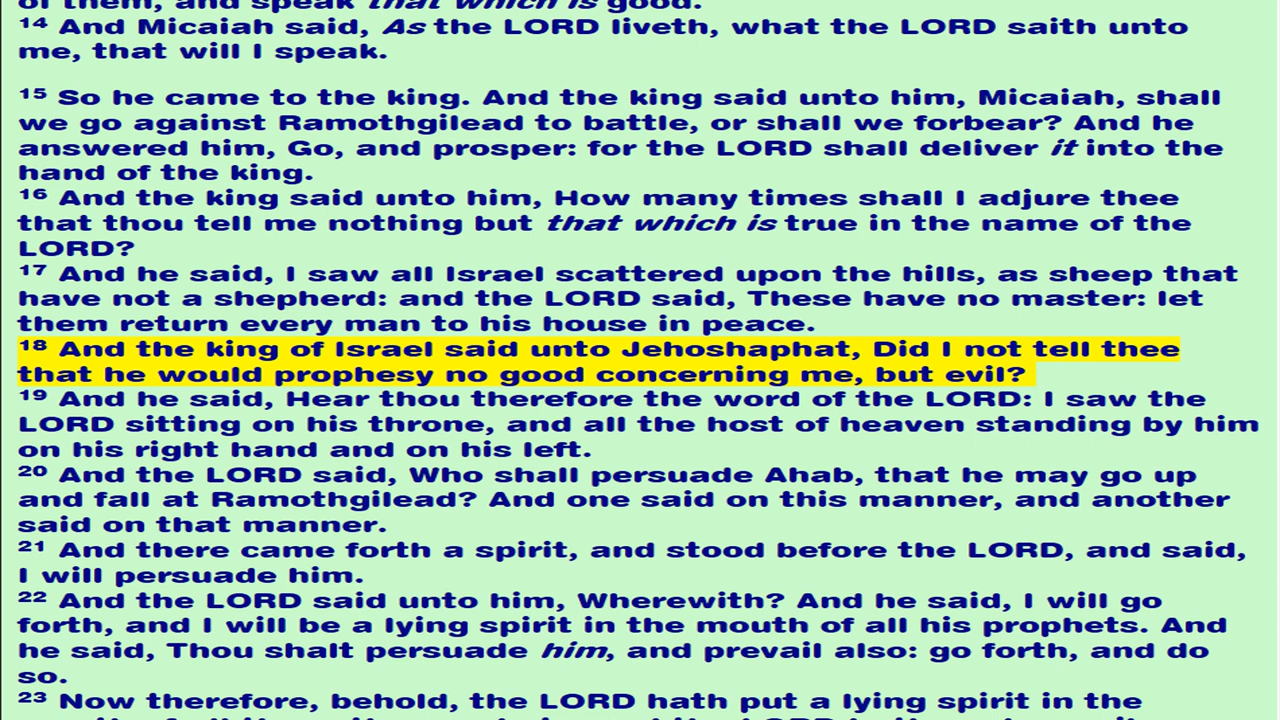 of them, and speak that which is good.
14 And Micaiah said, As the LORD liveth, what the LORD saith unto
me, that will I speak.
15 So he came to the king. And the king said unto him, Micaiah, shall
we go against Ramothgilead to battle, or shall we forbear? And he
answered him, Go, and prosper: for the LORD shall deliver it into the
hand of the king.
16 And the king said unto him, How many times shall I adjure thee
that thou tell me nothing but that which is true in the name of the
LORD?
17 And he said, I saw all Israel scattered upon the hills, as sheep that
have not a shepherd: and the LORD said, These have no master: let
them return every man to his house in peace.
18 And the king of Israel said unto Jehoshaphat, Did I not tell thee
that he would prophesy no good concerning me, but evil?
19 And he said, Hear thou therefore the word of the LORD: I saw the
LORD sitting on his throne, and all the host of heaven standing by him
on his right hand and on his left.
20 And the LORD said, Who shall persuade Ahab, that he may go up
and fall at Ramothgilead? And one said on this manner, and another
said on that manner.
21 And there came forth a spirit, and stood before the LORD, and said,
I will persuade him.
22 And the LORD said unto him, Wherewith? And he said, I will go
forth, and I will be a lying spirit in the mouth of all his prophets. And
he said, Thou shalt persuade him, and prevail also: go forth, and do
so.
23 Now therefore, behold, the LORD hath put a lying spirit in the